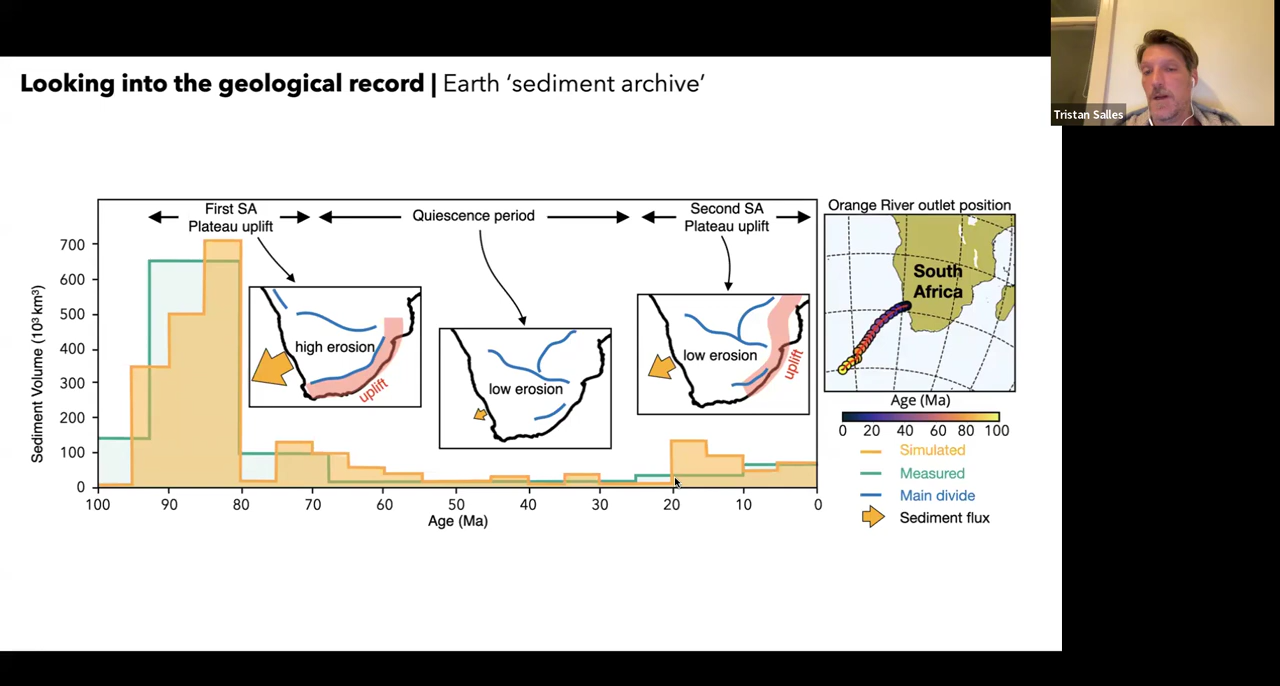 Looking into the geological record | Earth ‘sediment archive’
Tristan Salles
First SA
Plateau uplift
Quiescence period
Second SA
Plateau uplift
Orange River outlet position
Sediment Volume (10³ km³)
700
600
500
400
300
200
100
0
high erosion
uplift
low erosion
low erosion
uplift
South
Africa
Age (Ma)
0 20 40 60 80 100
Simulated
Measured
Main divide
Sediment flux
100 90 80 70 60 50 40 30 20 10 0
Age (Ma)